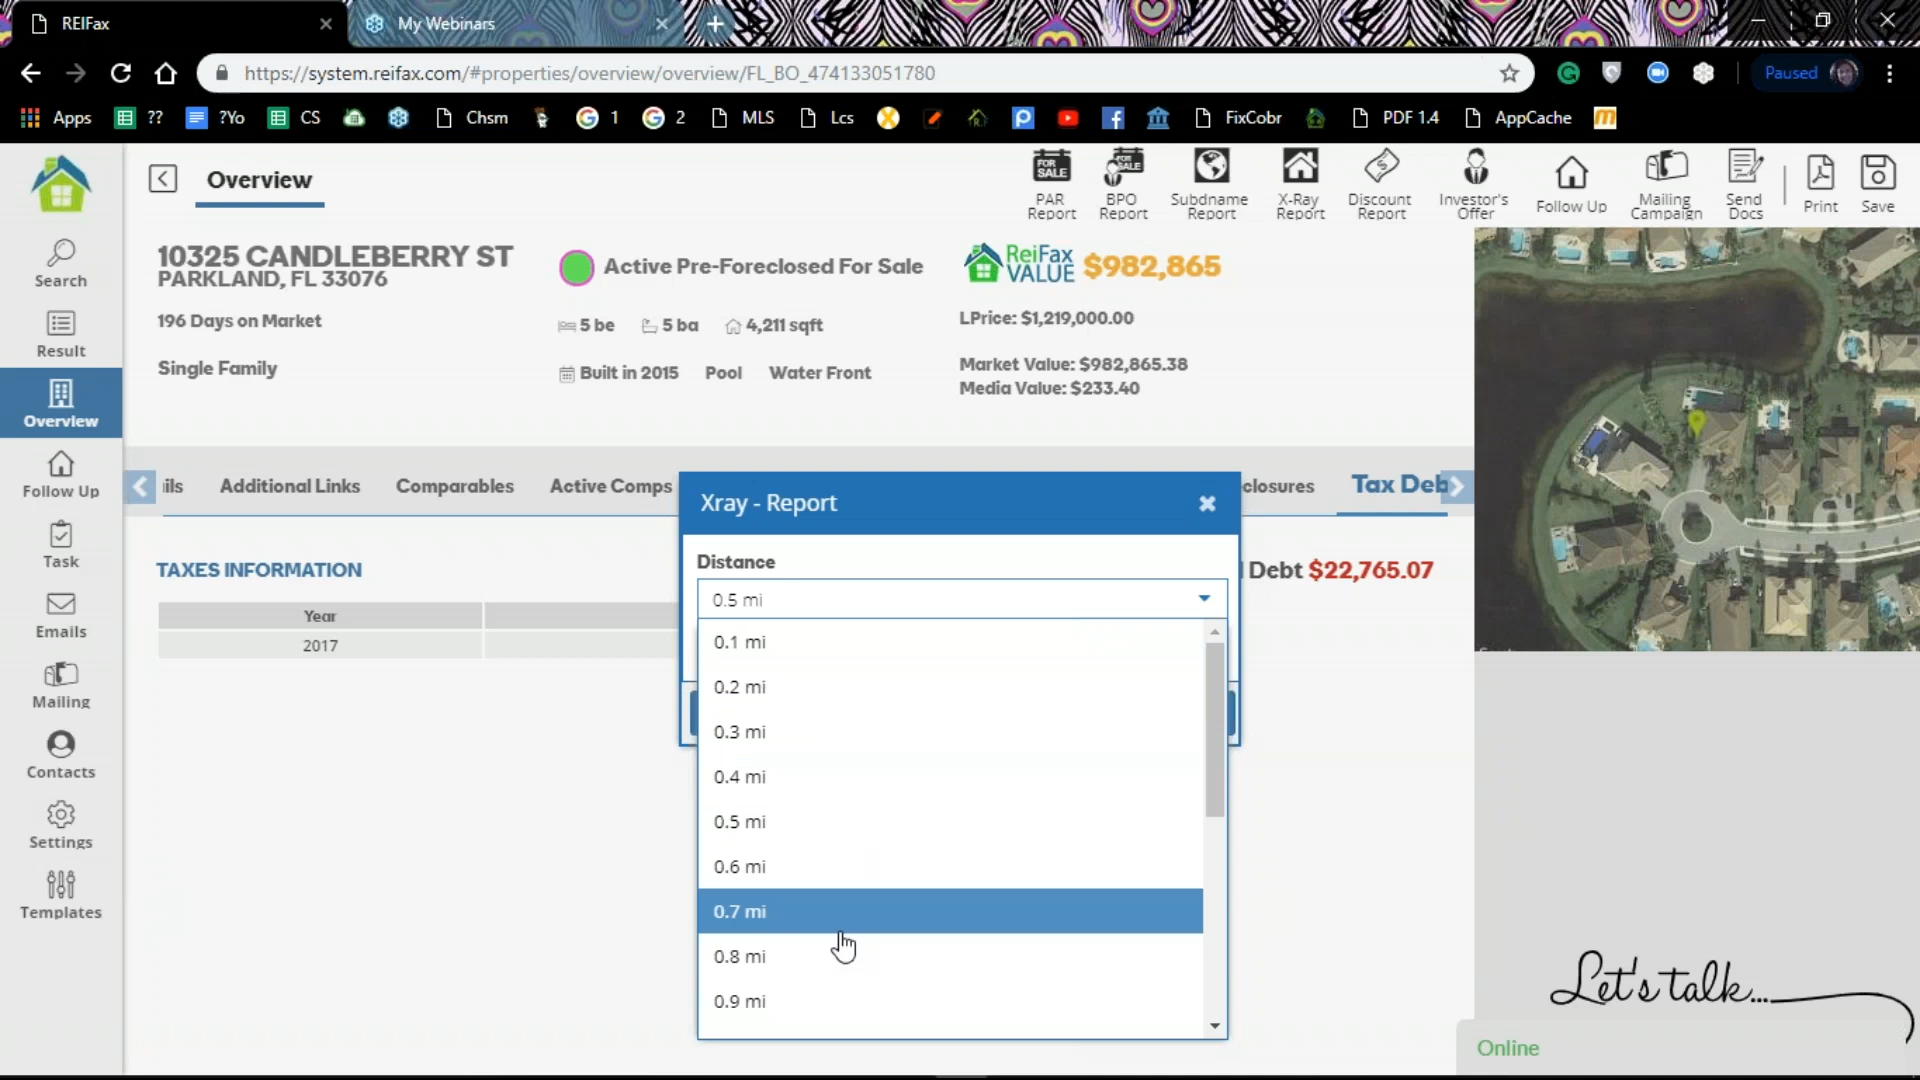 REIFax
My Webinars
https://system.reifax.com/#properties/overview/overview/FL_BO_474133051780
Paused
Apps
??
?Yo
CS
Chsm
1
2
MLS
Lcs
FixCobr
PDF 1.4
AppCache
Overview
FOR SALE
PAR Report
FOR SALE
BPO Report
Subdname Report
X-Ray Report
Discount Report
Investor's Offer
Follow Up
Mailing Campaign
Send Docs
Print
Save
Search
Result
Overview
Follow Up
Task
Emails
Mailing
Contacts
Settings
Templates
10325 CANDLEBERRY ST
PARKLAND, FL 33076
196 Days on Market
Single Family
Active Pre-Foreclosed For Sale
5 be 5 ba 4,211 sqft
Built in 2015 Pool Water Front
ReiFax VALUE $982,865
LPrice: $1,219,000.00
Market Value: $982,865.38
Media Value: $233.40
ils Additional Links Comparables Active Comps closures Tax Deb
TAXES INFORMATION
Debt $22,765.07
Year
2017
Xray - Report
Distance
0.5 mi
0.1 mi
0.2 mi
0.3 mi
0.4 mi
0.5 mi
0.6 mi
0.7 mi
0.8 mi
0.9 mi
Let's talk...
Online